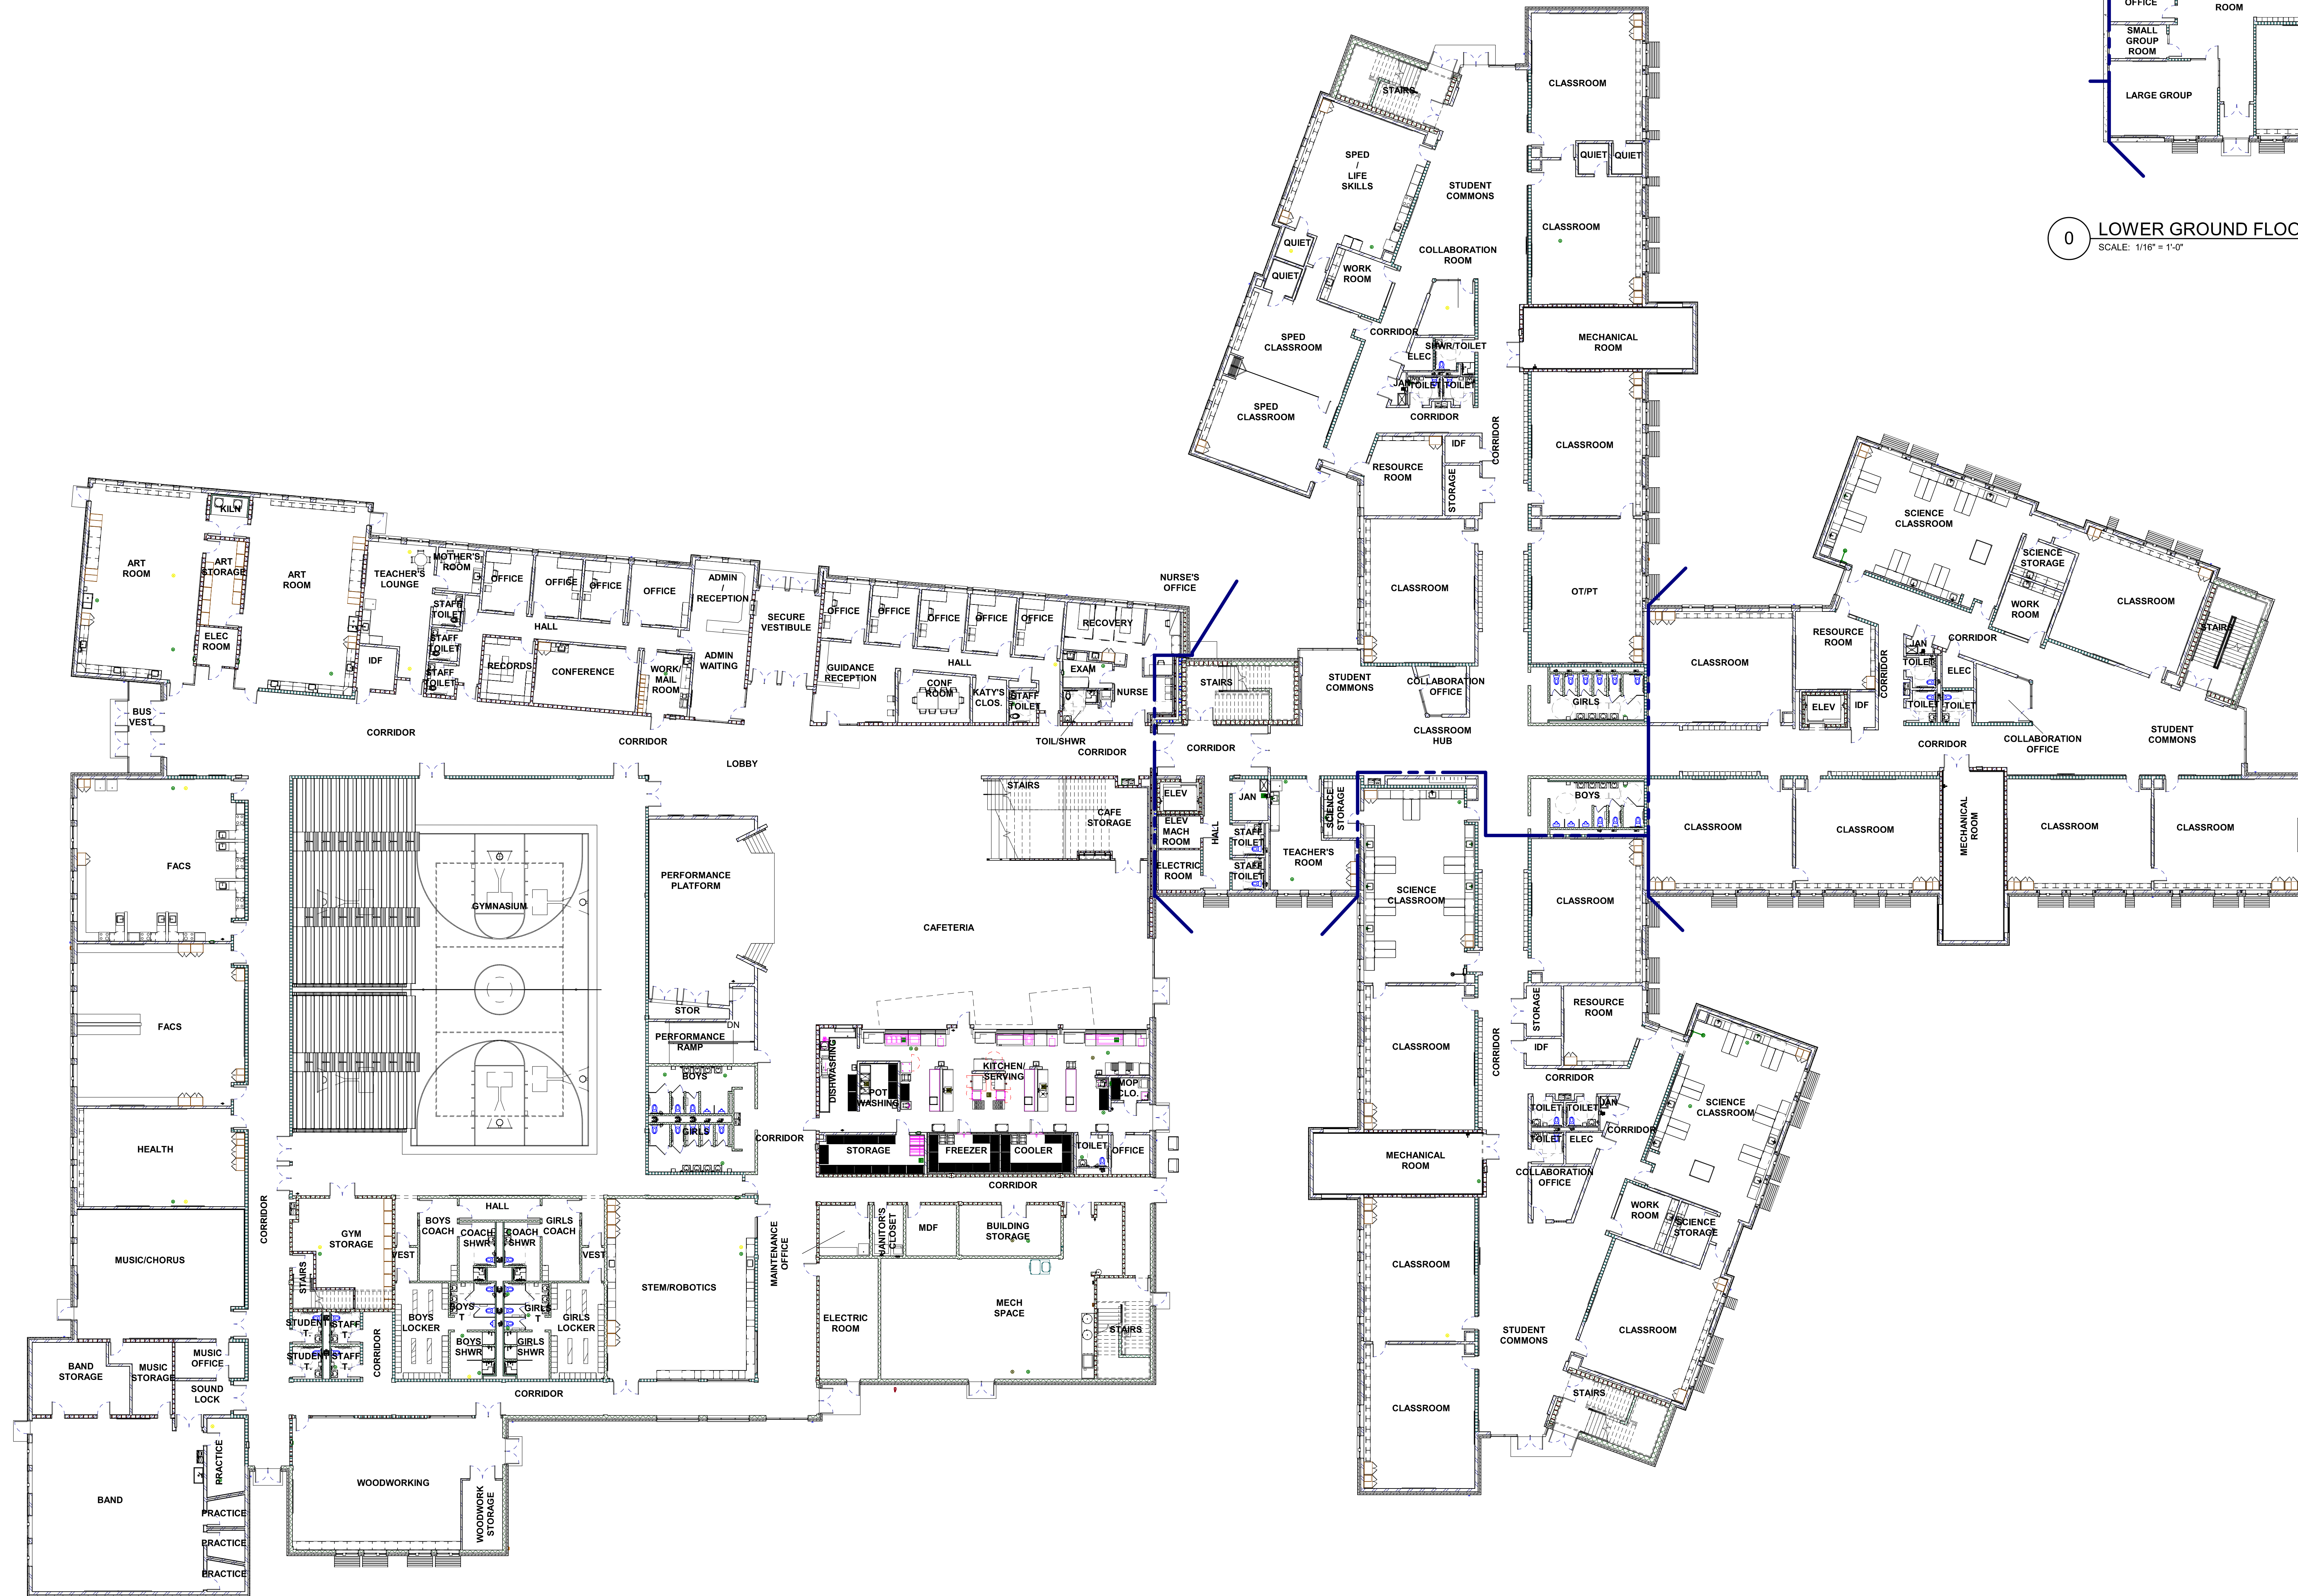 OFFICE
ROOM
SMALL
GROUP
ROOM
LARGE GROUP
0
LOWER GROUND FLOO
SCALE: 1/16" = 1'-0"
STAIRS
CLASSROOM
SPED
/
LIFE
SKILLS
QUIET
QUIET
STUDENT
COMMONS
CLASSROOM
QUIET
COLLABORATION
ROOM
QUIET
WORK
ROOM
SPED
CLASSROOM
CORRIDOR
MECHANICAL
ROOM
SHWR/TOILET
ELEC
JAN
TOILET
TOILET
SPED
CLASSROOM
CORRIDOR
CORRIDOR
CLASSROOM
IDF
RESOURCE
ROOM
STORAGE
CLASSROOM
OT/PT
SCIENCE
CLASSROOM
SCIENCE
STORAGE
WORK
ROOM
CLASSROOM
STAIRS
KILN
ART
ROOM
ART
STORAGE
ART
ROOM
ELEC
ROOM
TEACHER'S
LOUNGE
MOTHER'S
ROOM
OFFICE
OFFICE
OFFICE
OFFICE
ADMIN
/
RECEPTION
STAFF
TOILET
STAFF
TOILET
STAFF
TOILET
HALL
IDF
RECORDS
CONFERENCE
WORK/
MAIL
ROOM
ADMIN
WAITING
SECURE
VESTIBULE
OFFICE
OFFICE
OFFICE
OFFICE
OFFICE
NURSE'S
OFFICE
RECOVERY
GUIDANCE
RECEPTION
HALL
EXAM
CONF
ROOM
KATY'S
CLOS.
STAFF
TOILET
NURSE
TOIL/SHWR
STAIRS
STUDENT
COMMONS
COLLABORATION
OFFICE
GIRLS
CLASSROOM
RESOURCE
ROOM
CORRIDOR
JAN
TOILET
CORRIDOR
ELEC
ELEV
IDF
TOILET
TOILET
COLLABORATION
OFFICE
STUDENT
COMMONS
CORRIDOR
BUS
VEST.
CORRIDOR
CORRIDOR
LOBBY
CORRIDOR
CORRIDOR
CLASSROOM
HUB
FACS
GYMNASIUM
PERFORMANCE
PLATFORM
STAIRS
CAFE
STORAGE
ELEV
ELEV
MACH
ROOM
ELECTRIC
ROOM
HALL
JAN
STAFF
TOILET
STAFF
TOILET
TEACHER'S
ROOM
SCIENCE
STORAGE
SCIENCE
CLASSROOM
BOYS
CLASSROOM
CLASSROOM
CLASSROOM
MECHANICAL
ROOM
CLASSROOM
CLASSROOM
CAFETERIA
FACS
STOR
DN
PERFORMANCE
RAMP
BOYS
GIRLS
CORRIDOR
DISHWASHING
POT
WASHING
KITCHEN/
SERVING
MOP
CLO.
STORAGE
FREEZER
COOLER
TOILET
OFFICE
CORRIDOR
CLASSROOM
CORRIDOR
STORAGE
RESOURCE
ROOM
IDF
CORRIDOR
TOILET
TOILET
JAN
TOILET
ELEC
CORRIDOR
COLLABORATION
OFFICE
SCIENCE
CLASSROOM
MECHANICAL
ROOM
WORK
ROOM
SCIENCE
STORAGE
HEALTH
CORRIDOR
MUSIC/CHORUS
GYM
STORAGE
STAIRS
HALL
BOYS
COACH
COACH
SHWR
COACH
SHWR
GIRLS
COACH
VEST
VEST
STEM/ROBOTICS
MAINTENANCE
OFFICE
JANITOR'S
CLOSET
MDF
BUILDING
STORAGE
ELECTRIC
ROOM
MECH
SPACE
STAIRS
STUDENT
T.
STAFF
T.
STUDENT
T.
STAFF
T.
CORRIDOR
BOYS
LOCKER
BOYS
T
GIRLS
T
GIRLS
LOCKER
BOYS
SHWR
GIRLS
SHWR
CORRIDOR
CLASSROOM
STUDENT
COMMONS
CLASSROOM
STAIRS
CLASSROOM
BAND
STORAGE
MUSIC
STORAGE
MUSIC
OFFICE
SOUND
LOCK
PRACTICE
BAND
PRACTICE
PRACTICE
PRACTICE
WOODWORKING
WOODWORK
STORAGE